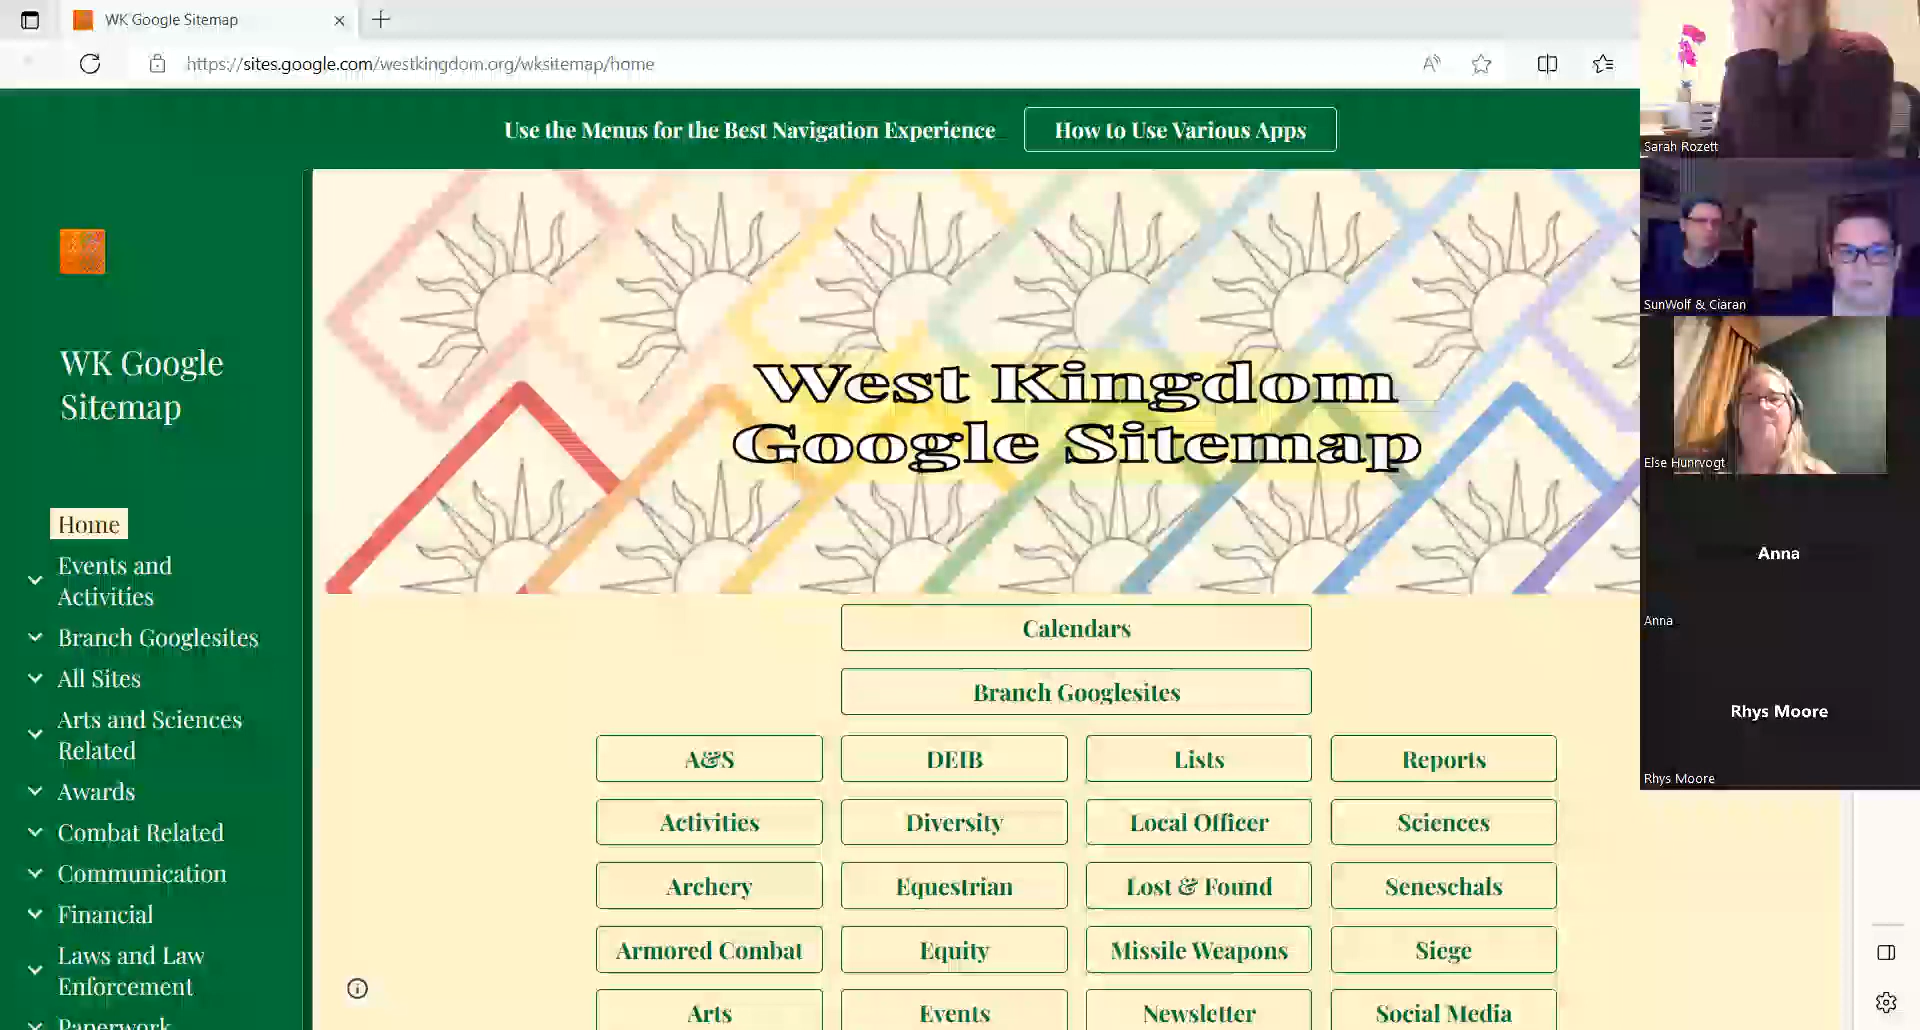 WK Google Sitemap
https://sites.google.com/westkingdom.org/wksitemap/home
Use the Menus for the Best Navigation Experience
How to Use Various Apps
WK Google
Sitemap
Home
Events and
Activities
Branch Googlesites
All Sites
Arts and Sciences
Related
Awards
Combat Related
Communication
Financial
Laws and Law
Enforcement
Paperwork
West Kingdom
Google Sitemap
Calendars
Branch Googlesites
A&S DEIB Lists Reports
Activities Diversity Local Officer Sciences
Archery Equestrian Lost & Found Seneschals
Armored Combat Equity Missile Weapons Siege
Arts Events Newsletter Social Media
Sarah Rozett
SunWolf & Ciaran
Else Hunrvogt
Anna
Anna
Rhys Moore
Rhys Moore